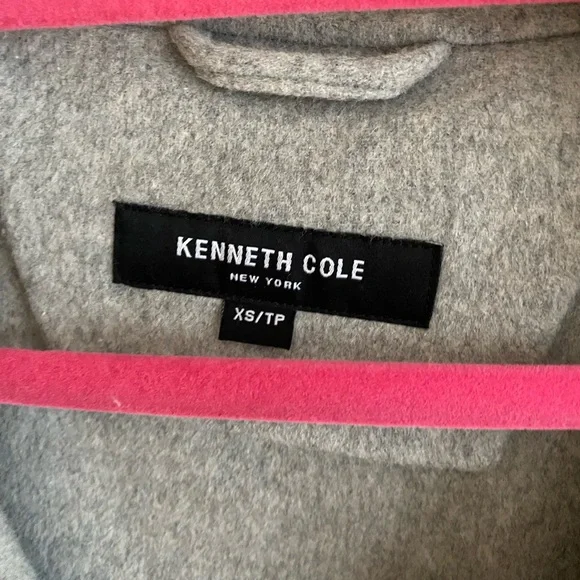 KENNETH COLE
NEW YORK
XS/TP